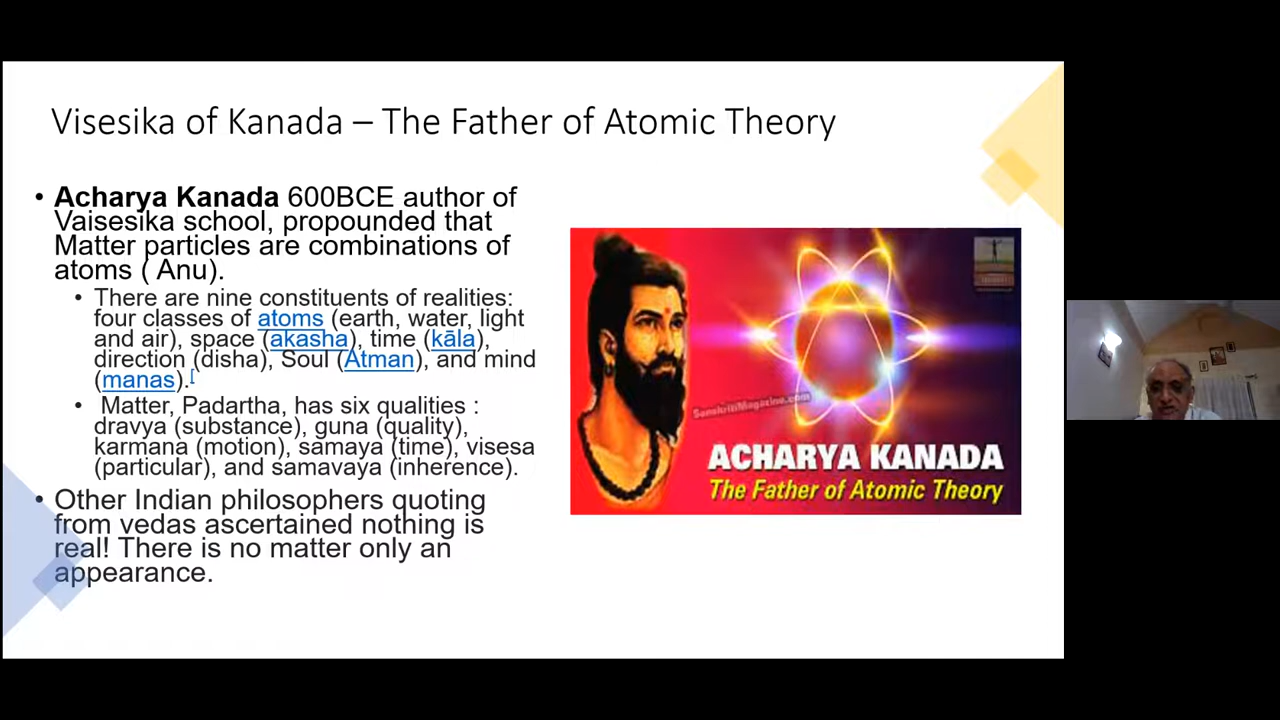 Visesika of Kanada – The Father of Atomic Theory
• Acharya Kanada 600BCE author of
Vaisesika school, propounded that
Matter particles are combinations of
atoms ( Anu).
• There are nine constituents of realities:
four classes of atoms (earth, water, light
and air), space (akasha), time (kāla),
direction (disha), Soul (Atman), and mind
(manas).[
• Matter, Padartha, has six qualities :
dravya (substance), guna (quality),
karmana (motion), samaya (time), visesa
(particular), and samavaya (inherence).
• Other Indian philosophers quoting
from vedas ascertained nothing is
real! There is no matter only an
appearance.
SanskritiMagazine.com
ACHARYA KANADA
The Father of Atomic Theory